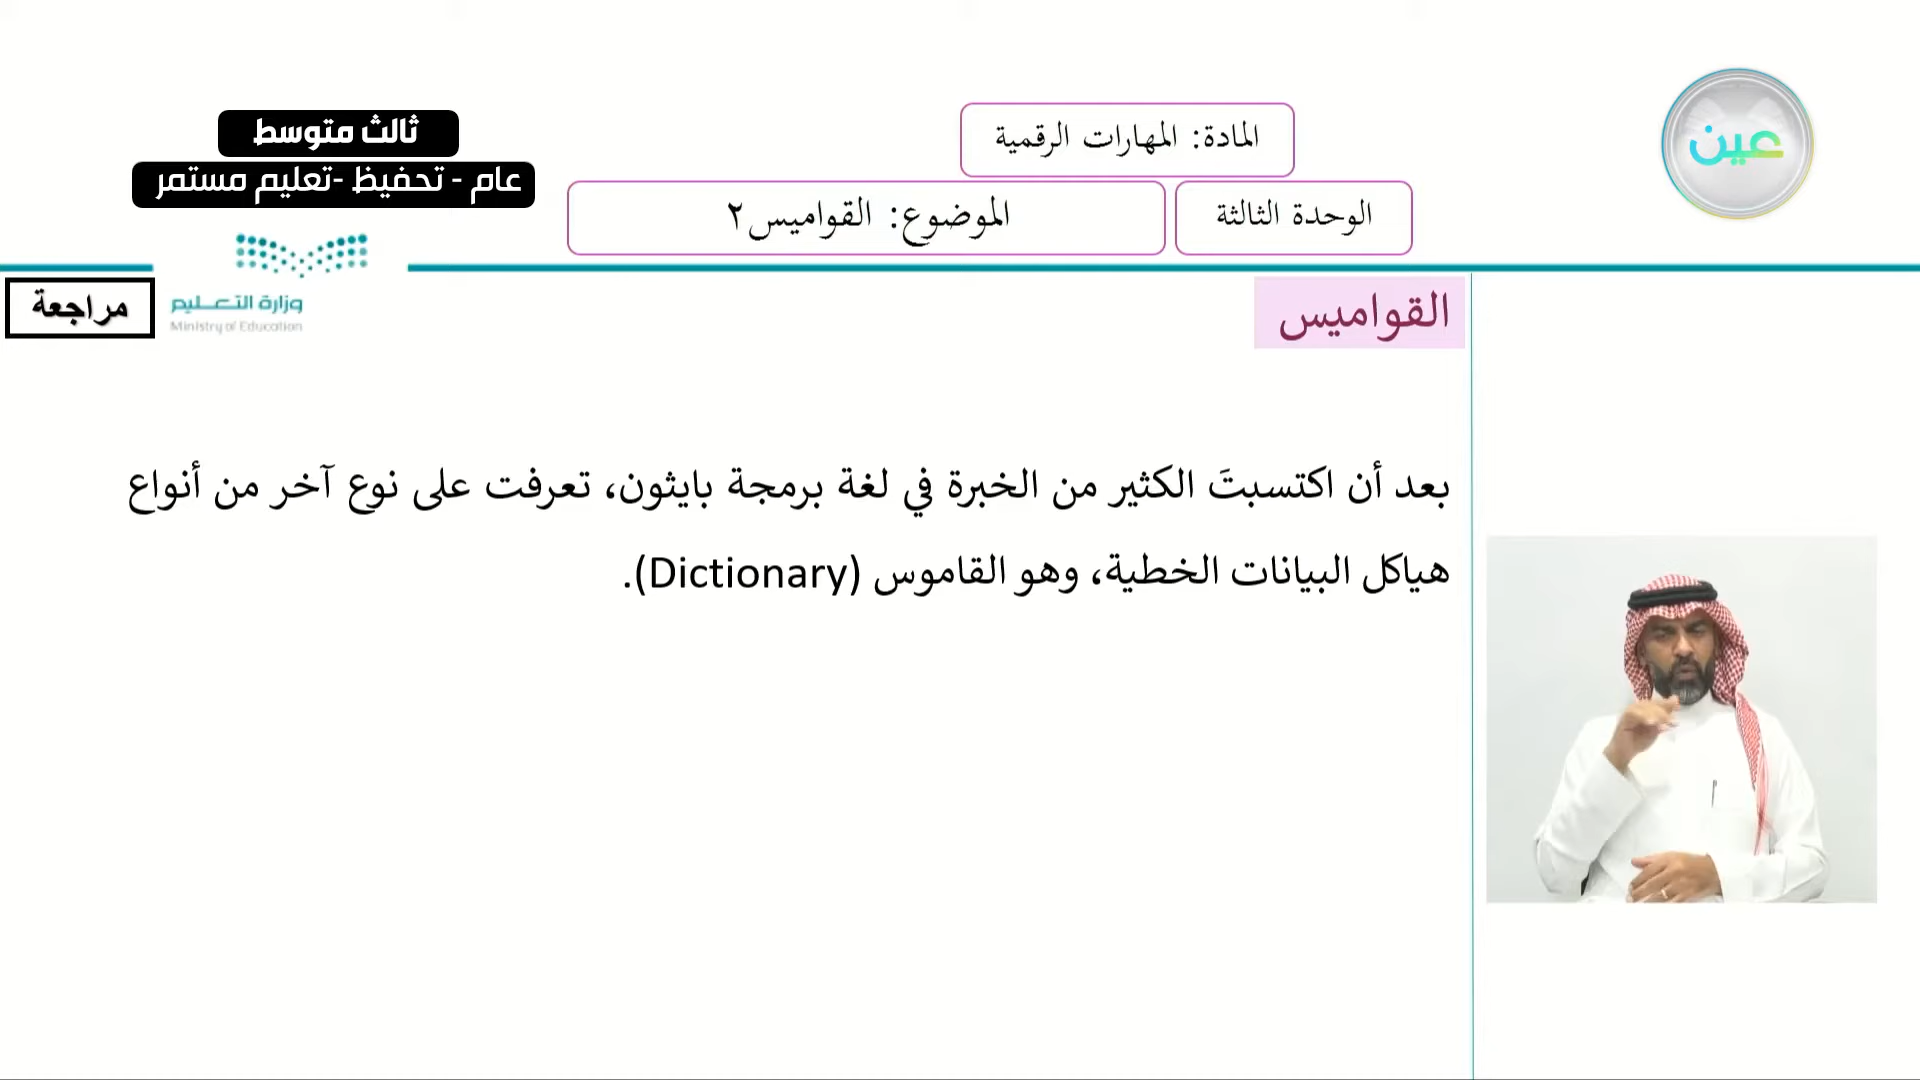 عين
المادة: المهارات الرقمية
الوحدة الثالثة
الموضوع: القواميس٢
ثالث متوسط
عام - تحفيظ -تعليم مستمر
وزارة التعليم
Ministry of Education
مراجعة
القواميس
بعد أن اكتسبتَ الكثير من الخبرة في لغة برمجة بايثون، تعرفت على نوع آخر من أنواع
هياكل البيانات الخطية، وهو القاموس (Dictionary).